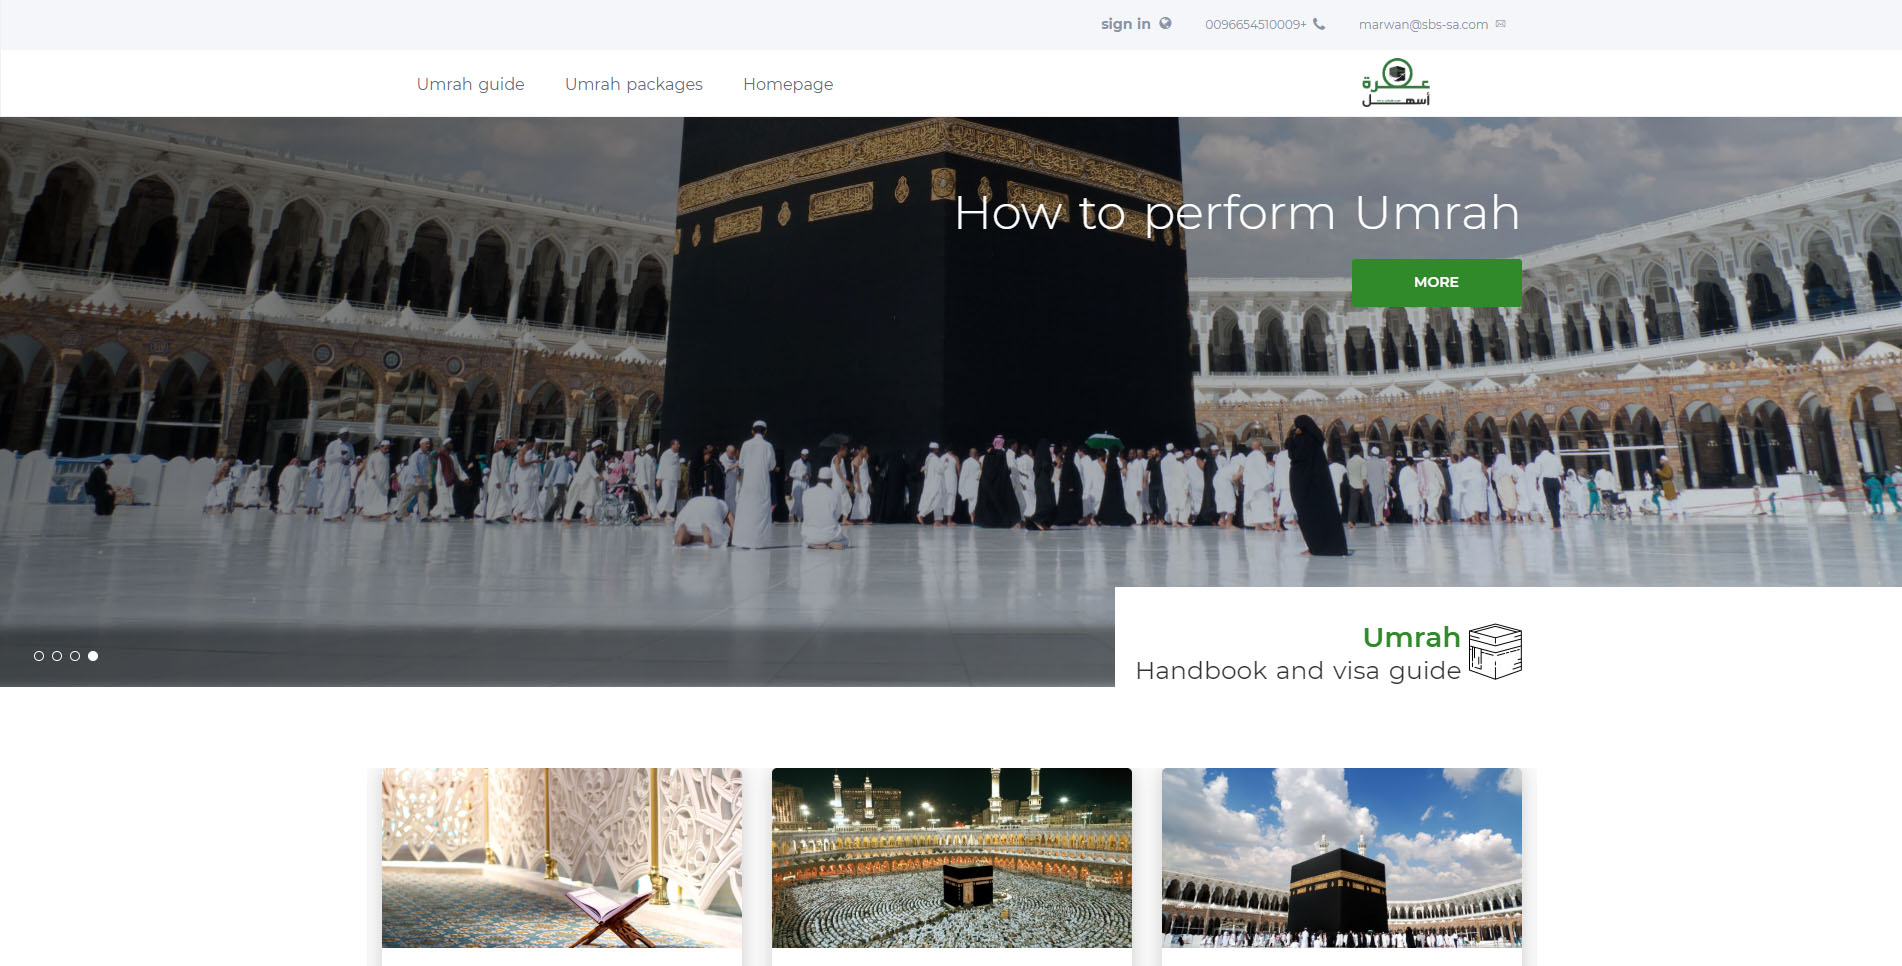 sign in
0096654510009+
marwan@sbs-sa.com
Umrah guide
Umrah packages
Homepage
عمرة
أسهل
How to perform Umrah
MORE
Umrah
Handbook and visa guide